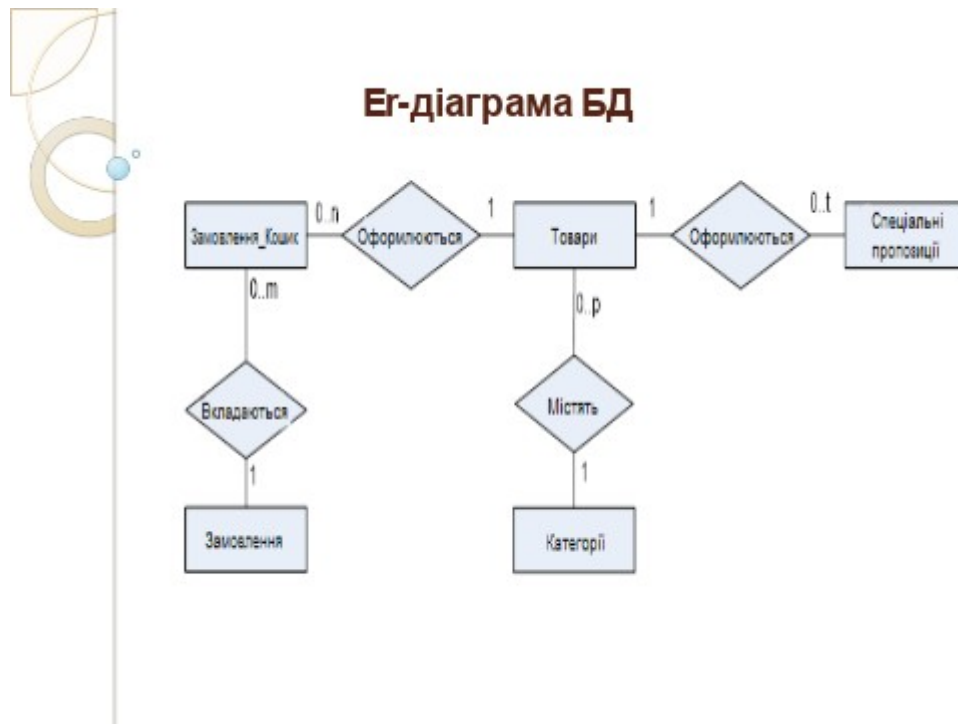 Er-діаграма БД
0..n
1
1
0..t
Замовлення_Кошик
Оформлюються
Товари
Оформлюються
Спеціальні
пропозиції
0..m
0..p
Вкладаються
Містять
1
1
Замовлення
Категорії